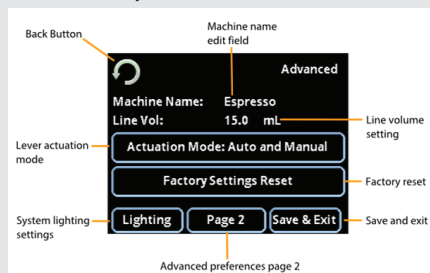 Machine name
edit field
Back Button
Advanced
Machine Name: Espresso
Line Vol: 15.0 mL
Line volume
setting
Lever actuation
mode
Actuation Mode: Auto and Manual
Factory Settings Reset
Factory reset
System lighting
settings
Lighting
Page 2
Save & Exit
Save and exit
Advanced preferences page 2